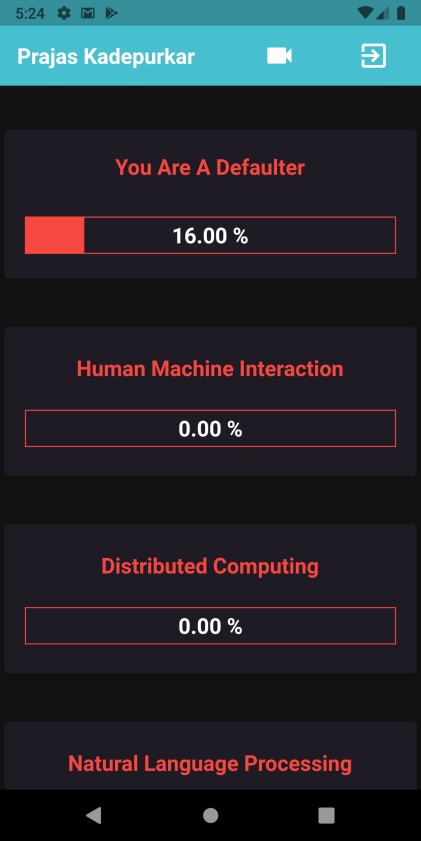 5:24
Prajas Kadepurkar
You Are A Defaulter
16.00 %
Human Machine Interaction
0.00 %
Distributed Computing
0.00 %
Natural Language Processing